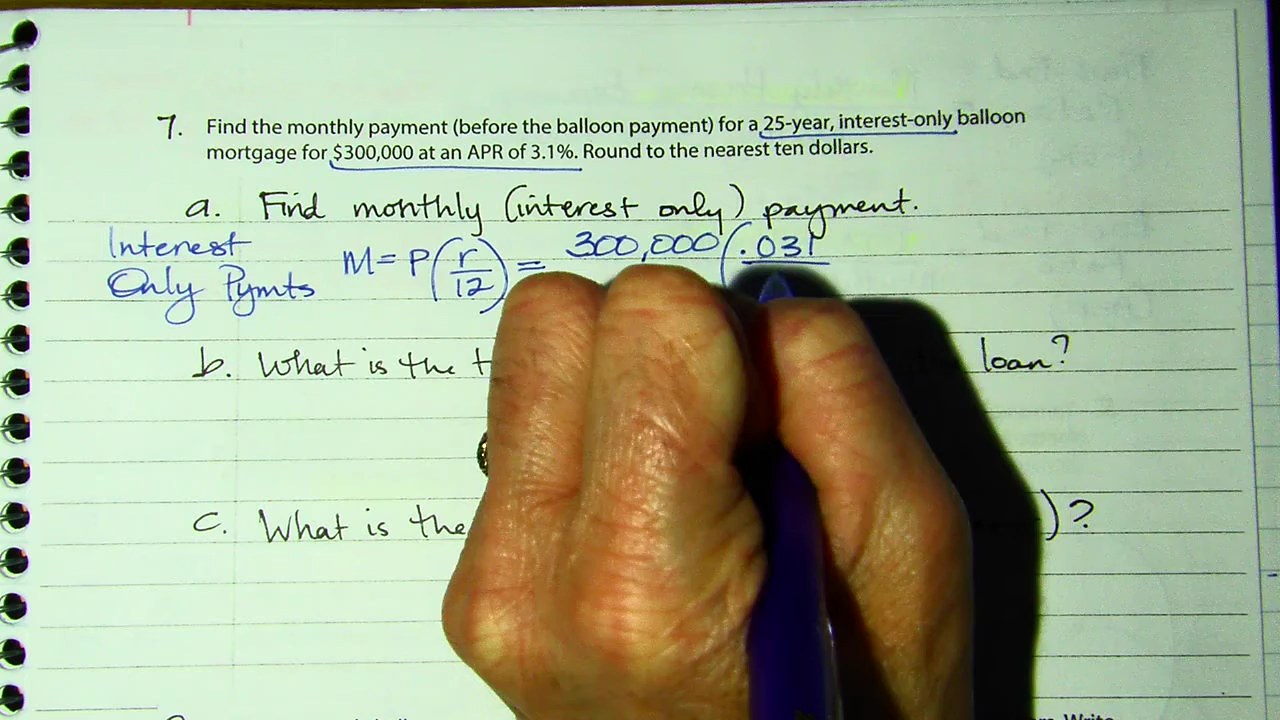 7. Find the monthly payment (before the balloon payment) for a 25-year, interest-only balloon
mortgage for $300,000 at an APR of 3.1%. Round to the nearest ten dollars.
a. Find monthly (interest only) payment.
Interest
Only Pymts M = P(r/12) = 300,000 (.031
b. What is the t loan?
c. What is the )?
Write